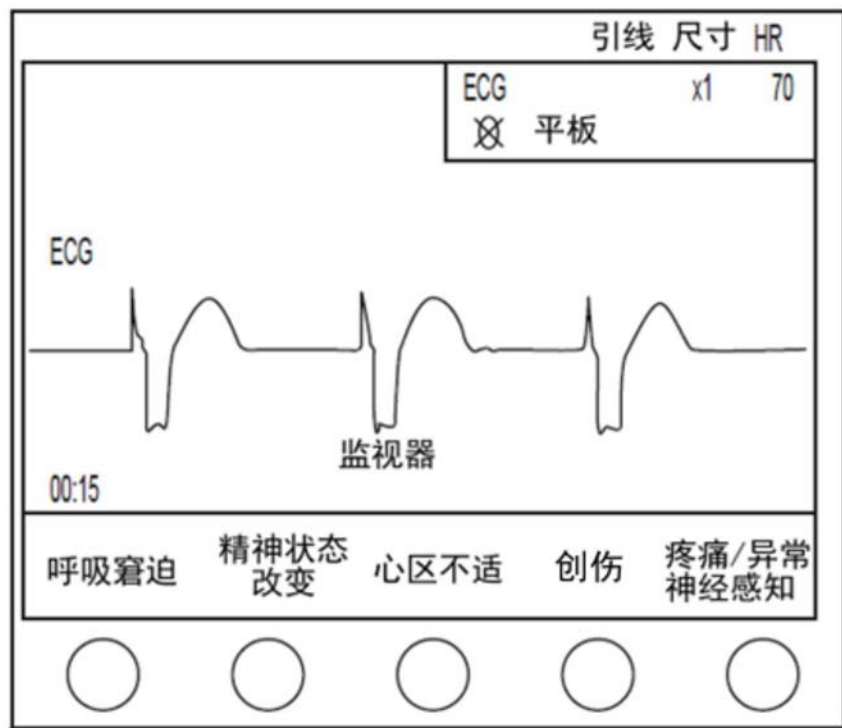 引线 尺寸 HR
ECG x1 70
平板
ECG
监视器
00:15
呼吸窘迫
精神状态
改变
心区不适
创伤
疼痛/异常
神经感知